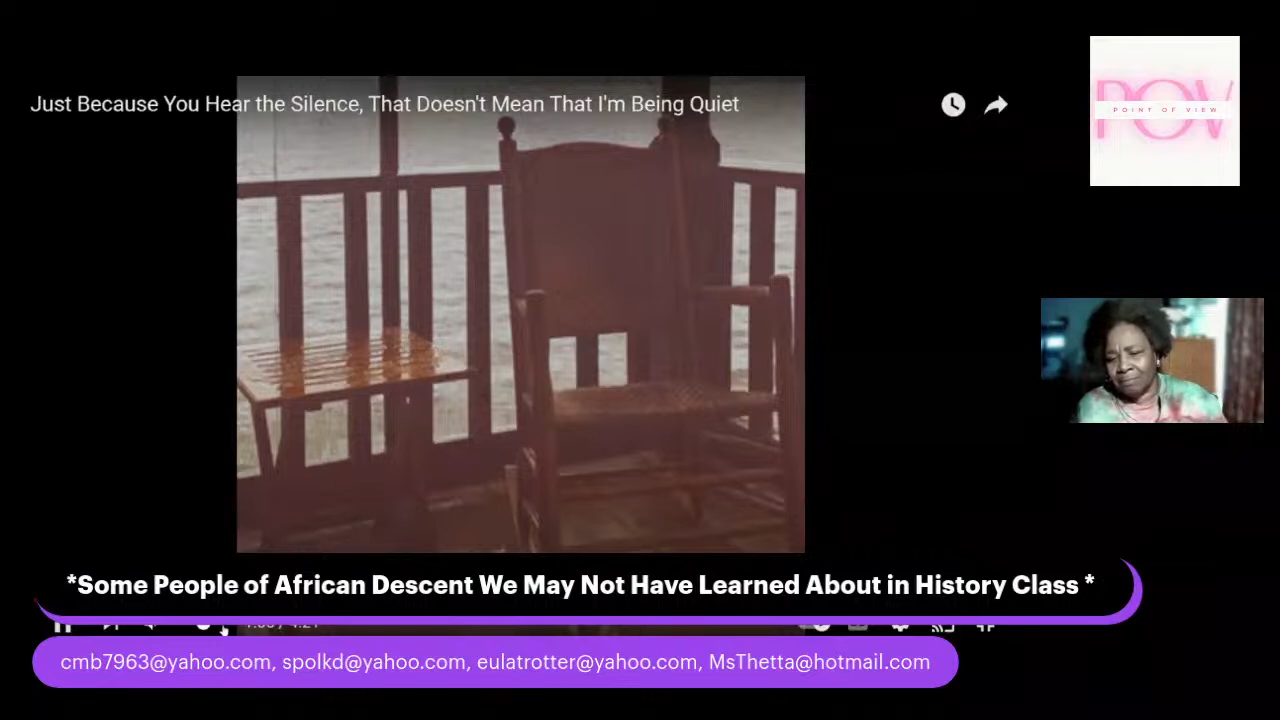 Just Because You Hear the Silence, That Doesn't Mean That I'm Being Quiet
POV
POINT OF VIEW
*Some People of African Descent We May Not Have Learned About in History Class *
cmb7963@yahoo.com, spolkd@yahoo.com, eulatrotter@yahoo.com, MsThetta@hotmail.com